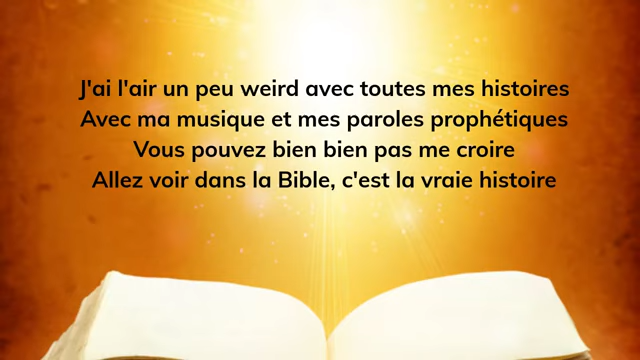 J'ai l'air un peu weird avec toutes mes histoires
Avec ma musique et mes paroles prophétiques
Vous pouvez bien bien pas me croire
Allez voir dans la Bible, c'est la vraie histoire